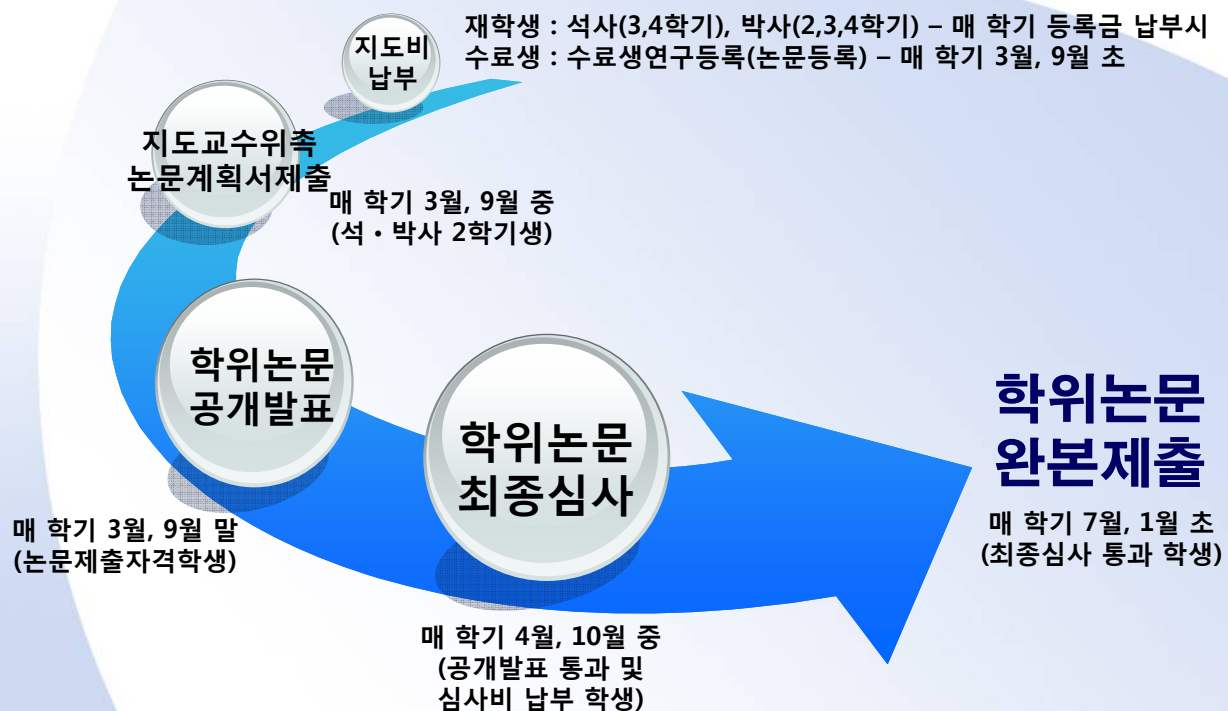 지도비
납부
재학생 : 석사(3,4학기), 박사(2,3,4학기) – 매 학기 등록금 납부시
수료생 : 수료생연구등록(논문등록) – 매 학기 3월, 9월 초
지도교수위촉
논문계획서제출
매 학기 3월, 9월 중
(석・박사 2학기생)
학위논문
공개발표
매 학기 3월, 9월 말
(논문제출자격학생)
학위논문
최종심사
매 학기 4월, 10월 중
(공개발표 통과 및
심사비 납부 학생)
학위논문
완본제출
매 학기 7월, 1월 초
(최종심사 통과 학생)